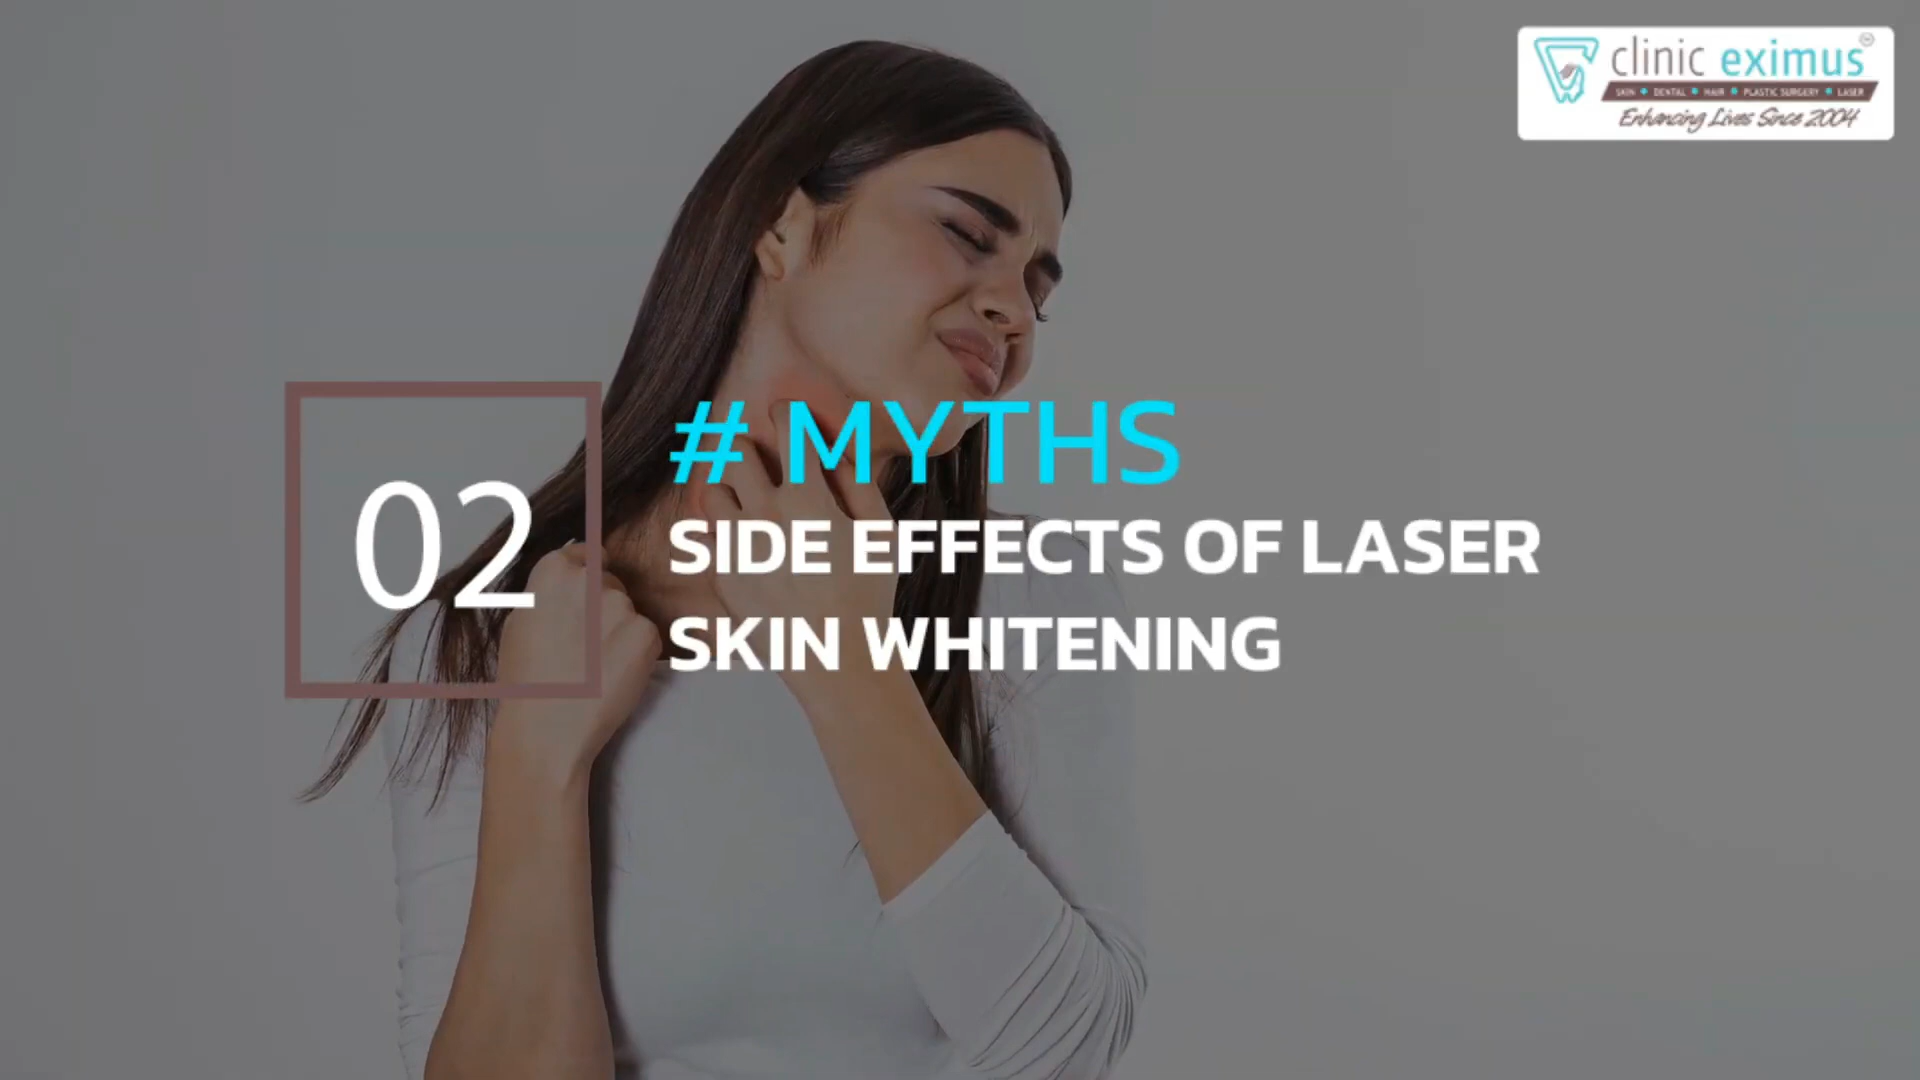 clinic eximus
SKIN • DENTAL • HAIR • PLASTIC SURGERY • LASER
Enhancing Lives Since 2004
02
# MYTHS
SIDE EFFECTS OF LASER
SKIN WHITENING